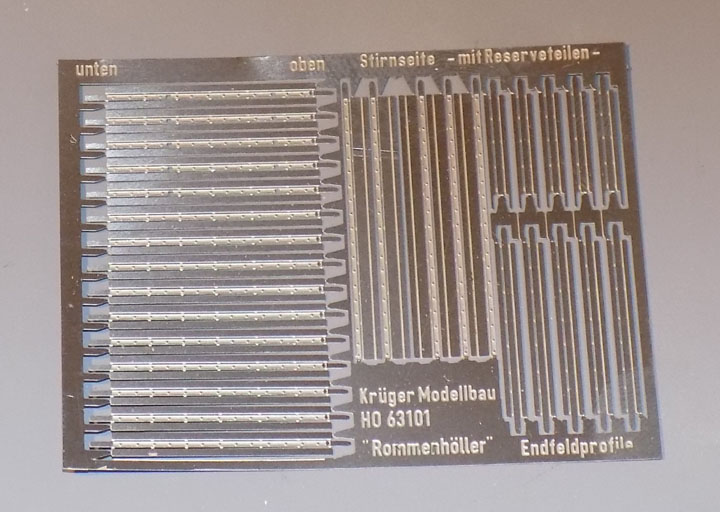 unten oben Stirnseite - mit Reserveteilen -
Krüger Modellbau
HO 63101
"Rommenhöller"
Endfeldprofile